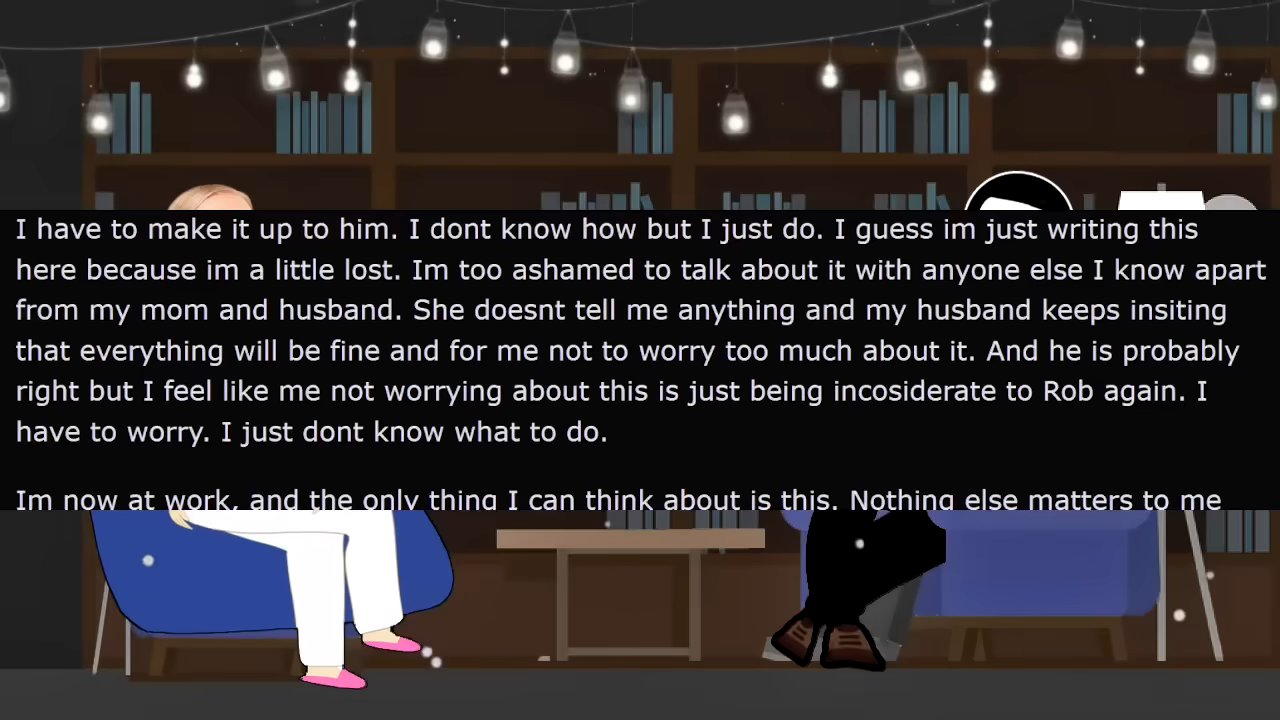 I have to make it up to him. I dont know how but I just do. I guess im just writing this
here because im a little lost. Im too ashamed to talk about it with anyone else I know apart
from my mom and husband. She doesnt tell me anything and my husband keeps insiting
that everything will be fine and for me not to worry too much about it. And he is probably
right but I feel like me not worrying about this is just being incosiderate to Rob again. I
have to worry. I just dont know what to do.
Im now at work, and the only thing I can think about is this. Nothing else matters to me